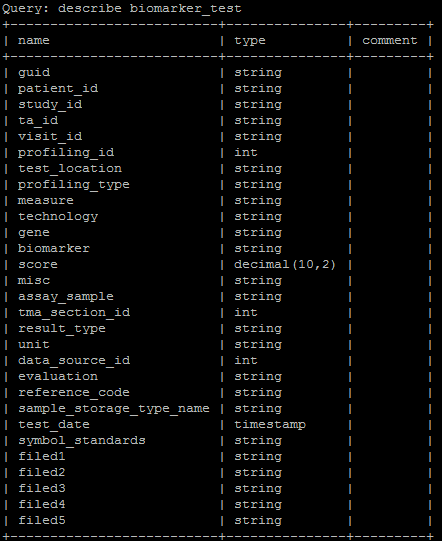 Query: describe biomarker_test
+--------------------------+---------------+---------+
| name                     | type          | comment |
+--------------------------+---------------+---------+
| guid                     | string        |         |
| patient_id               | string        |         |
| study_id                 | string        |         |
| ta_id                    | string        |         |
| visit_id                 | string        |         |
| profiling_id             | int           |         |
| test_location            | string        |         |
| profiling_type           | string        |         |
| measure                  | string        |         |
| technology               | string        |         |
| gene                     | string        |         |
| biomarker                | string        |         |
| score                    | decimal(10,2) |         |
| misc                     | string        |         |
| assay_sample             | string        |         |
| tma_section_id           | int           |         |
| result_type              | string        |         |
| unit                     | string        |         |
| data_source_id           | int           |         |
| evaluation               | string        |         |
| reference_code           | string        |         |
| sample_storage_type_name | string        |         |
| test_date                | timestamp     |         |
| symbol_standards         | string        |         |
| filed1                   | string        |         |
| filed2                   | string        |         |
| filed3                   | string        |         |
| filed4                   | string        |         |
| filed5                   | string        |         |
+--------------------------+---------------+---------+